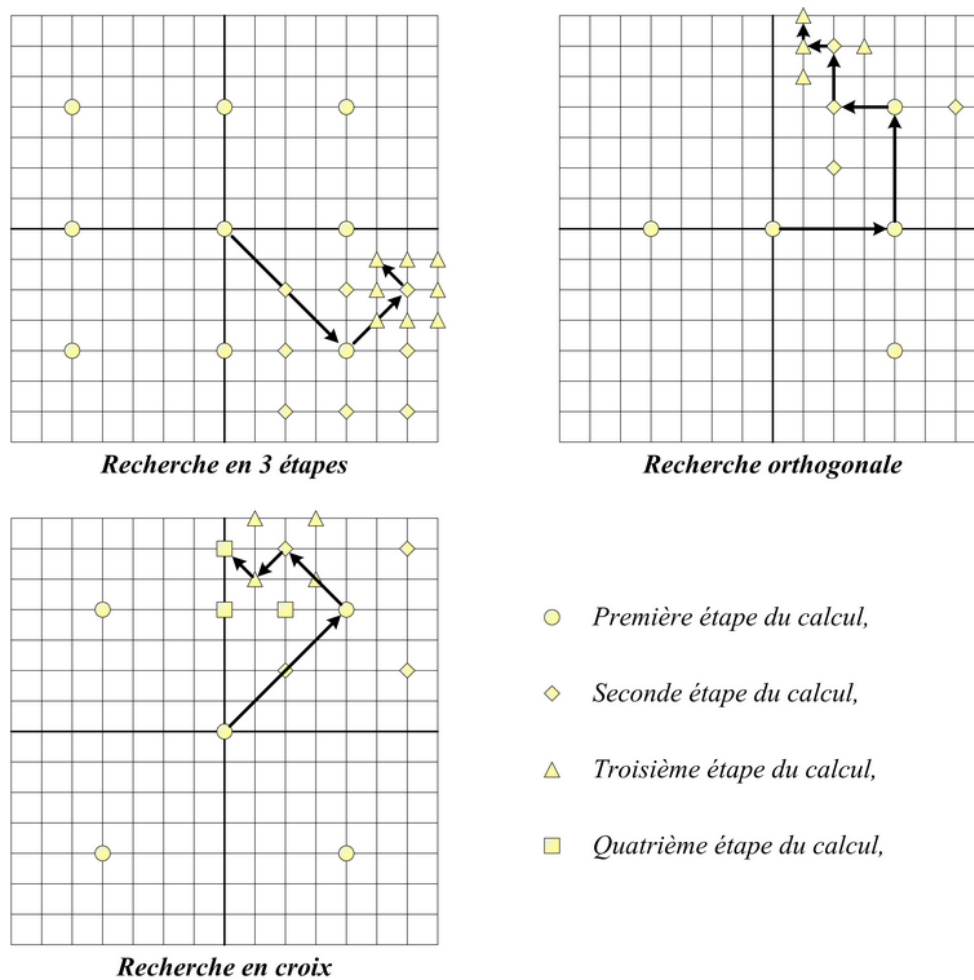 Recherche en 3 étapes
Recherche orthogonale
Première étape du calcul,
Seconde étape du calcul,
Troisième étape du calcul,
Quatrième étape du calcul,
Recherche en croix